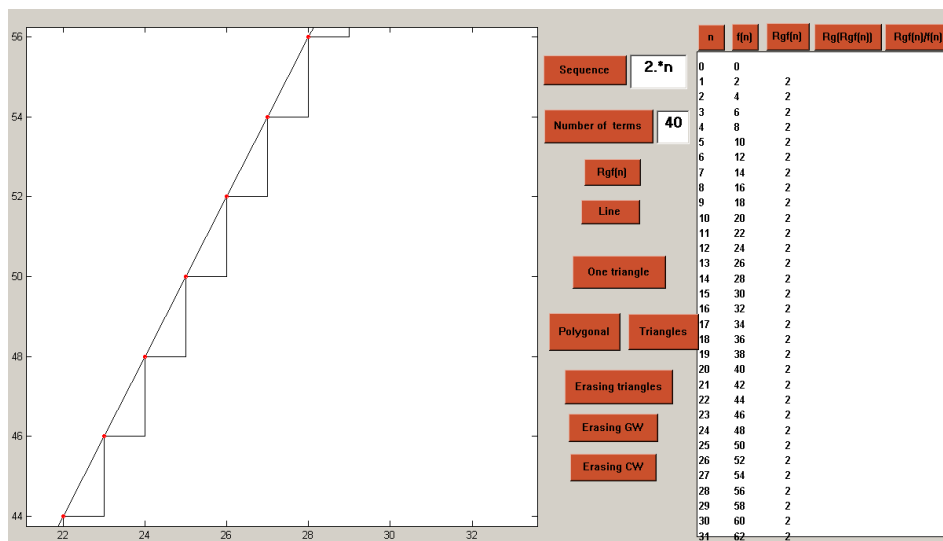 56
54
52
50
48
46
44
22 24 26 28 30 32
Sequence 2.*n
Number of terms 40
Rgf(n)
Line
One triangle
Polygonal Triangles
Erasing triangles
Erasing GW
Erasing CW
n f(n) Rgf(n) Rg(Rgf(n)) Rgf(n)/f(n)
0 0
1 2 2
2 4 2
3 6 2
4 8 2
5 10 2
6 12 2
7 14 2
8 16 2
9 18 2
10 20 2
11 22 2
12 24 2
13 26 2
14 28 2
15 30 2
16 32 2
17 34 2
18 36 2
19 38 2
20 40 2
21 42 2
22 44 2
23 46 2
24 48 2
25 50 2
26 52 2
27 54 2
28 56 2
29 58 2
30 60 2
31 62 2